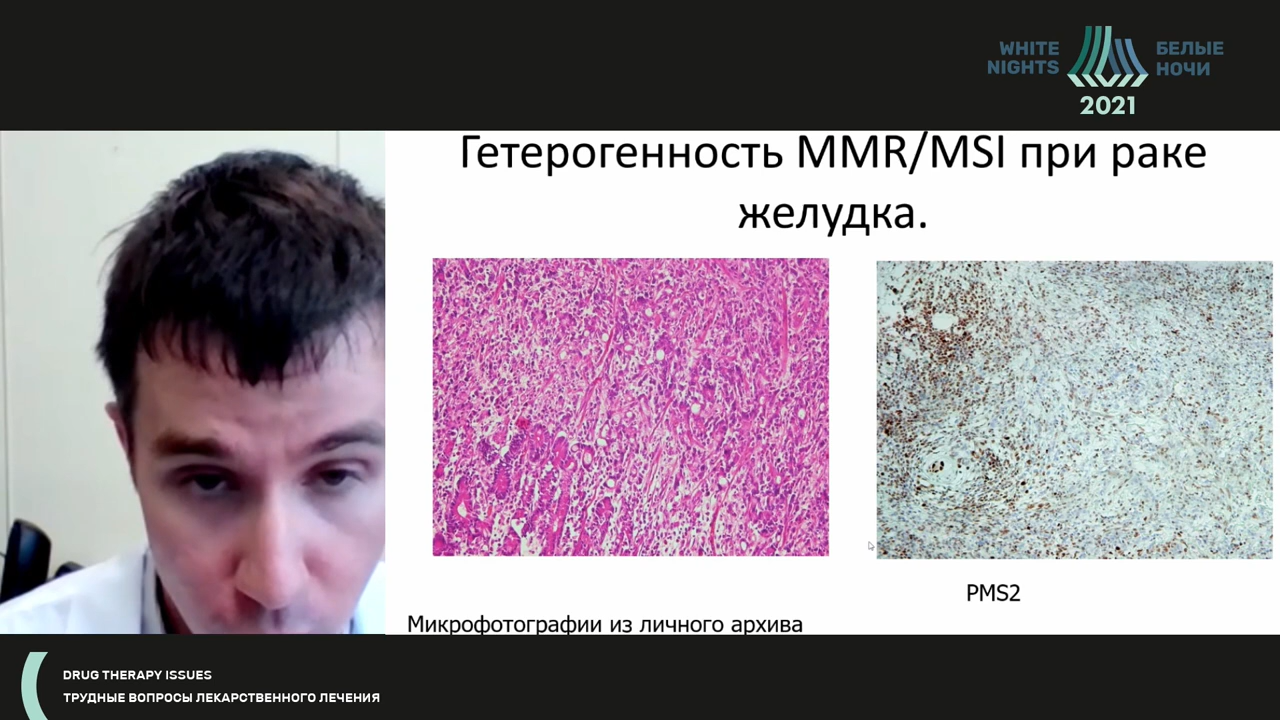 WHITE
NIGHTS
БЕЛЫЕ
НОЧИ
2021
Гетерогенность MMR/MSI при раке
желудка.
PMS2
Микрофотографии из личного архива
DRUG THERAPY ISSUES
ТРУДНЫЕ ВОПРОСЫ ЛЕКАРСТВЕННОГО ЛЕЧЕНИЯ